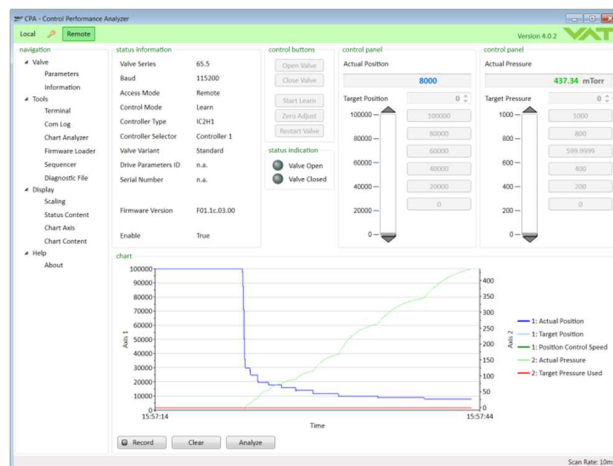 CPA - Control Performance Analyzer
Local Remote Version 4.0.2 VAT
navigation
Valve
Parameters
Information
Tools
Terminal
Com Log
Chart Analyzer
Firmware Loader
Sequencer
Diagnostic File
Display
Scaling
Status Content
Chart Axis
Chart Content
Help
About
status information
Valve Series 65.5
Baud 115200
Access Mode Remote
Control Mode Learn
Controller Type IC2H1
Controller Selector Controller 1
Valve Variant Standard
Drive Parameters ID n.a.
Serial Number n.a.
Firmware Version F01.1c.03.00
Enable True
control buttons
Open Valve
Close Valve
Start Learn
Zero Adjust
Restart Valve
status indication
Valve Open
Valve Closed
control panel
Actual Position
8000
Target Position 0
100000 100000
80000 80000
60000 60000
40000 40000
20000 20000
0 0
control panel
Actual Pressure
437.34 mTorr
Target Pressure 0
1000 1000
800 800
600 599.9999
400 400
200 200
0 0
chart
Axis 1
100000
90000
80000
70000
60000
50000
40000
30000
20000
10000
0
400
350
300
250
200
150
100
50
0
Axis 2
15:57:14 15:57:44
Time
1: Actual Position
1: Target Position
1: Position Control Speed
2: Actual Pressure
2: Target Pressure Used
Record Clear Analyze
Scan Rate: 10m